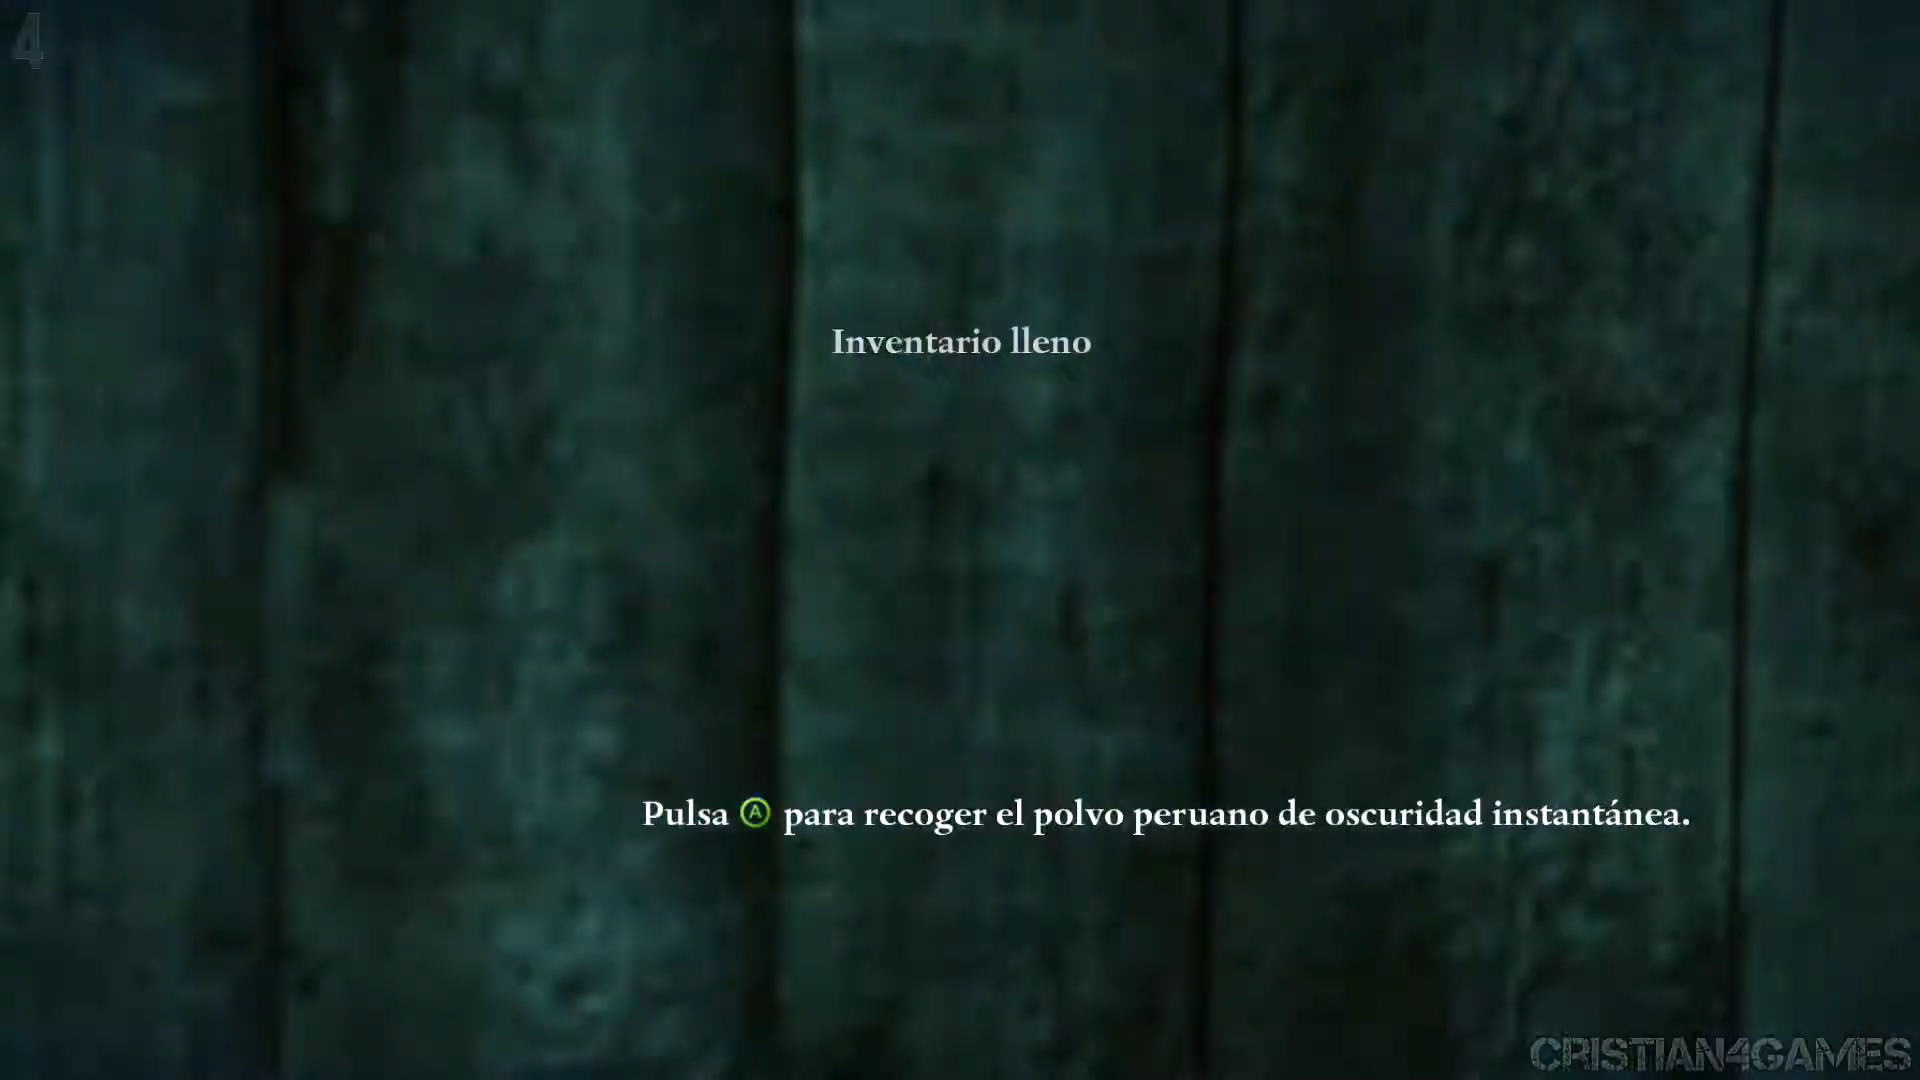 4
Inventario lleno
Pulsa A para recoger el polvo peruano de oscuridad instantánea.
CRISTIAN4GAMES